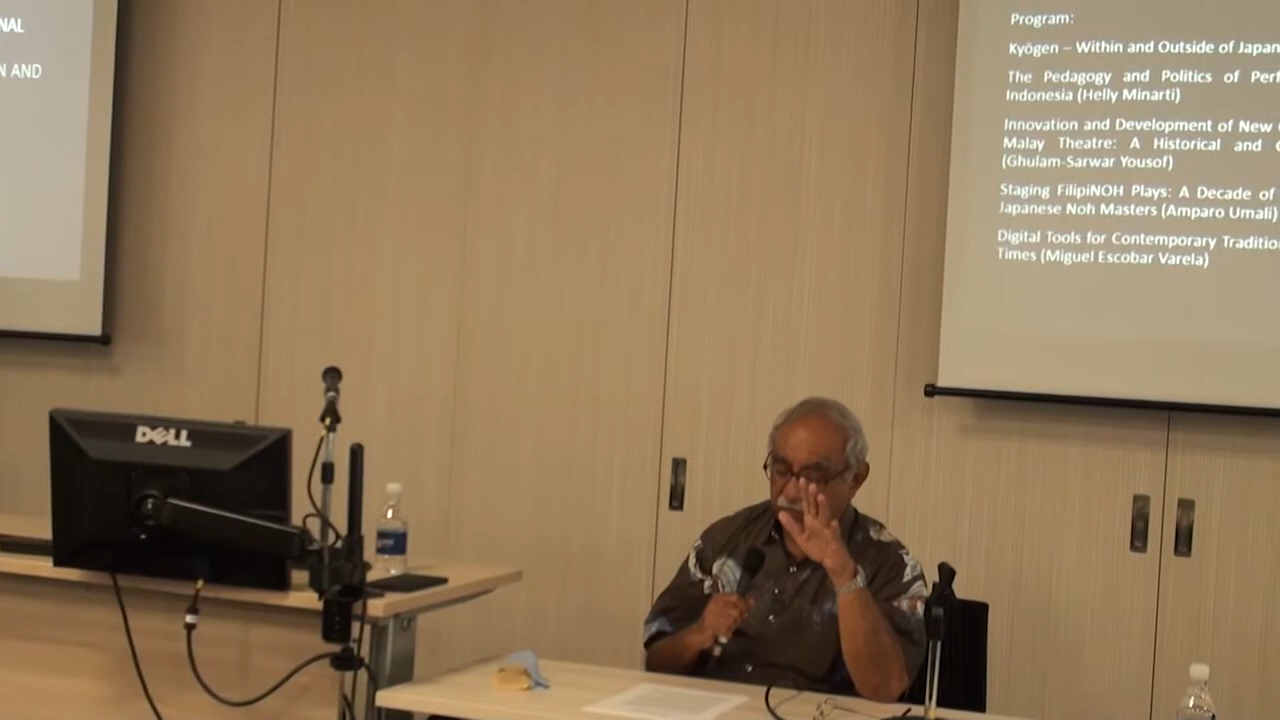 NAL
N AND
DELL
Program:
Kyōgen – Within and Outside of Japan
The Pedagogy and Politics of
Indonesia (Helly Minarti)
Innovation and Development of New
Malay Theatre: A Historical and
(Ghulam-Sarwar Yousof)
Staging FilipiNOH Plays: A Decade of
Japanese Noh Masters (Amparo Umali)
Digital Tools for Contemporary
Times (Miguel Escobar Varela)